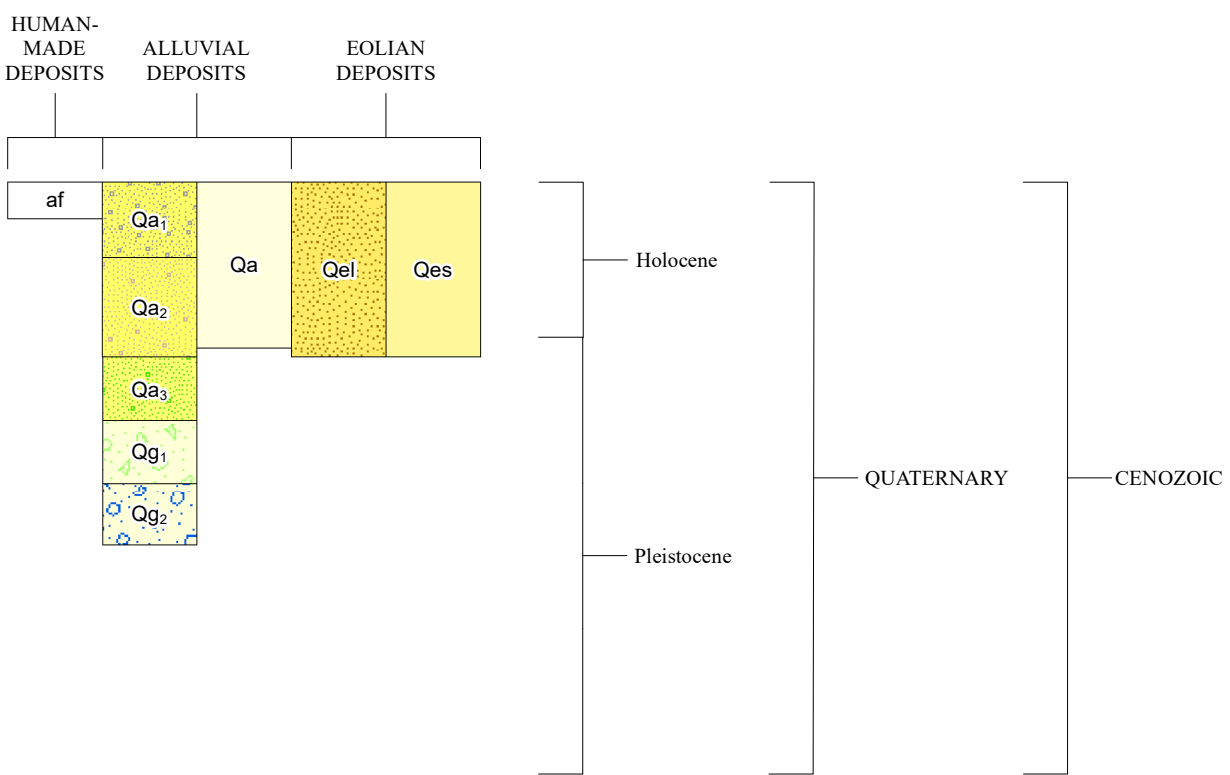 HUMAN-
MADE
DEPOSITS
ALLUVIAL
DEPOSITS
EOLIAN
DEPOSITS
af
Qa₁
Qa₂
Qa₃
Qg₁
Qg₂
Qa
Qel
Qes
Holocene
Pleistocene
QUATERNARY
CENOZOIC